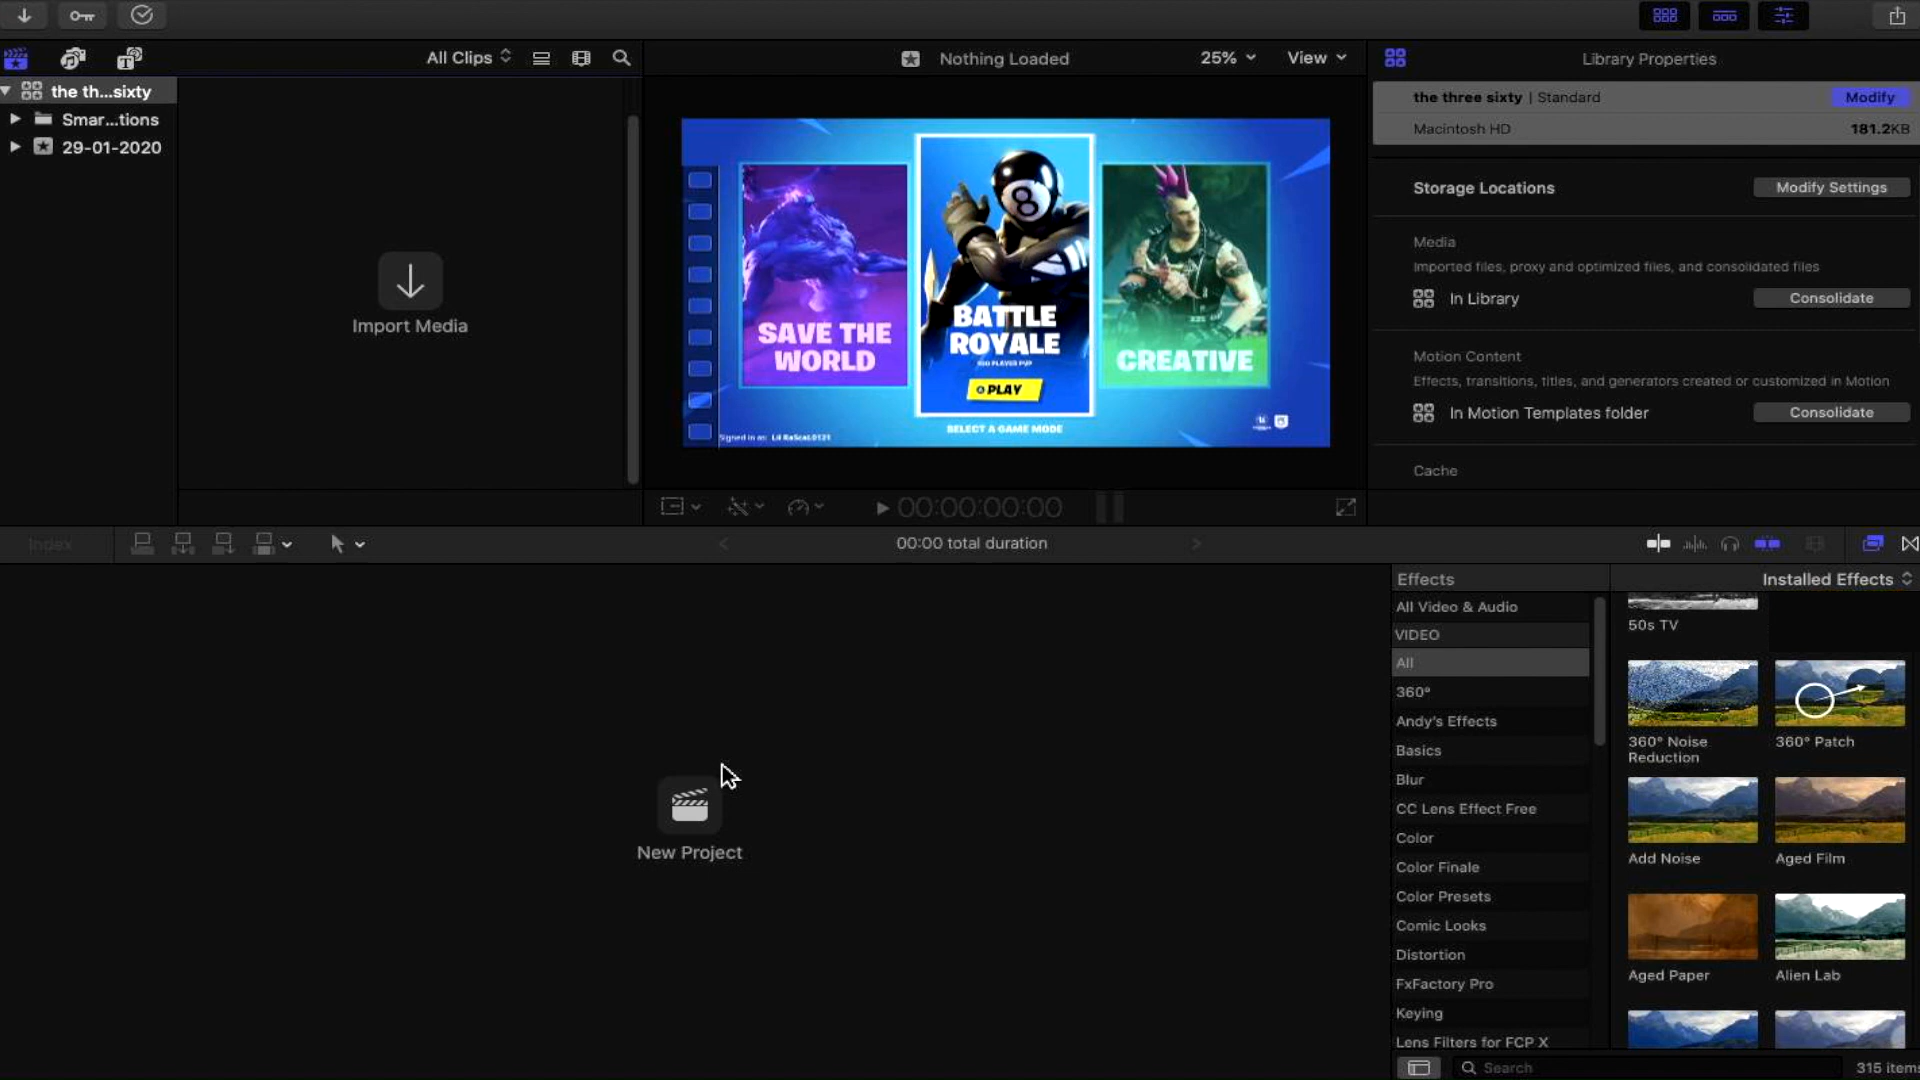 All Clips
Nothing Loaded
25%
View
Library Properties
the th...sixty
Smar...tions
29-01-2020
Import Media
the three sixty | Standard
Modify
Macintosh HD
181.2KB
Storage Locations
Modify Settings
Media
Imported files, proxy and optimized files, and consolidated files
In Library
Consolidate
Motion Content
Effects, transitions, titles, and generators created or customized in Motion
In Motion Templates folder
Consolidate
Cache
8
SAVE THE
WORLD
BATTLE
ROYALE
PLAY
CREATIVE
SELECT A GAME MODE
Signed in as:
00:00:00:00
Index
00:00 total duration
Effects
Installed Effects
All Video & Audio
VIDEO
All
360°
Andy's Effects
Basics
Blur
CC Lens Effect Free
Color
Color Finale
Color Presets
Comic Looks
Distortion
FxFactory Pro
Keying
Lens Filters for FCP X
50s TV
360° Noise
Reduction
360° Patch
Add Noise
Aged Film
Aged Paper
Alien Lab
Search
315 items
New Project